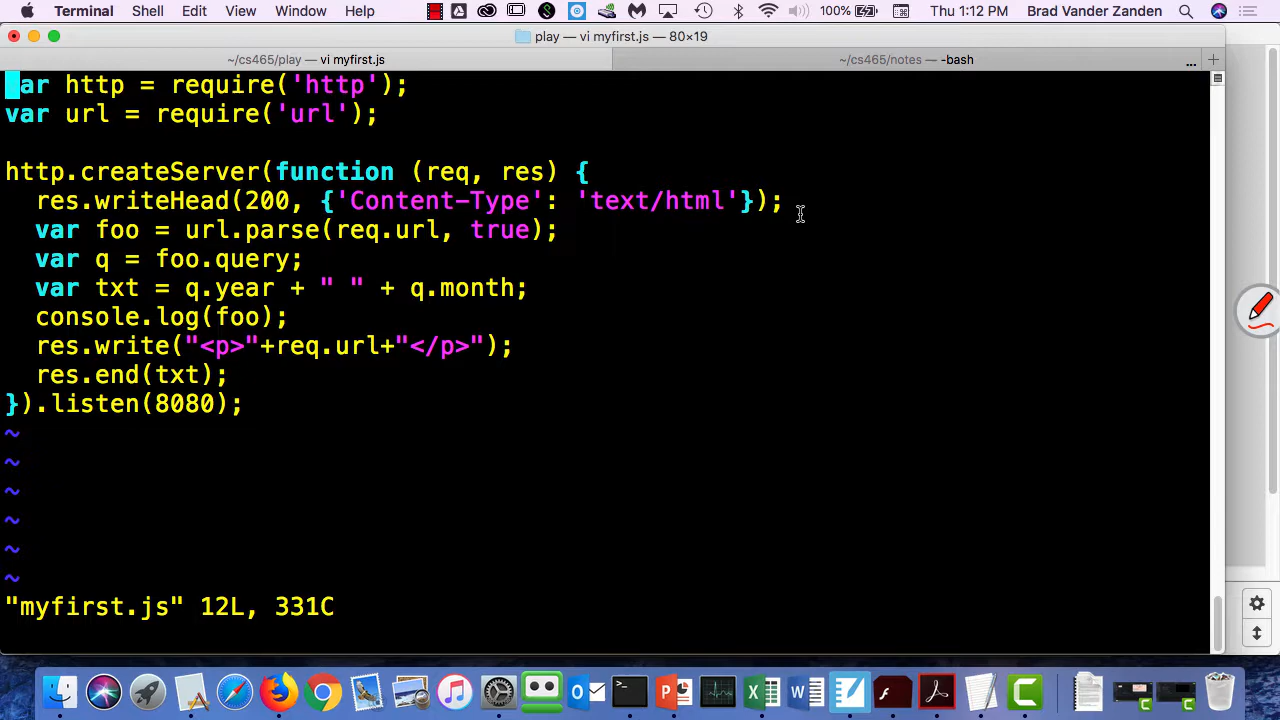 Terminal Shell Edit View Window Help 100% Thu 1:12 PM Brad Vander Zanden
play — vi myfirst.js — 80×19
~/cs465/play — vi myfirst.js ~/cs465/notes — -bash ... +
var http = require('http');
var url = require('url');
http.createServer(function (req, res) {
res.writeHead(200, {'Content-Type': 'text/html'});
var foo = url.parse(req.url, true);
var q = foo.query;
var txt = q.year + " " + q.month;
console.log(foo);
res.write("<p>"+req.url+"</p>");
res.end(txt);
}).listen(8080);
~
~
~
~
~
~
"myfirst.js" 12L, 331C